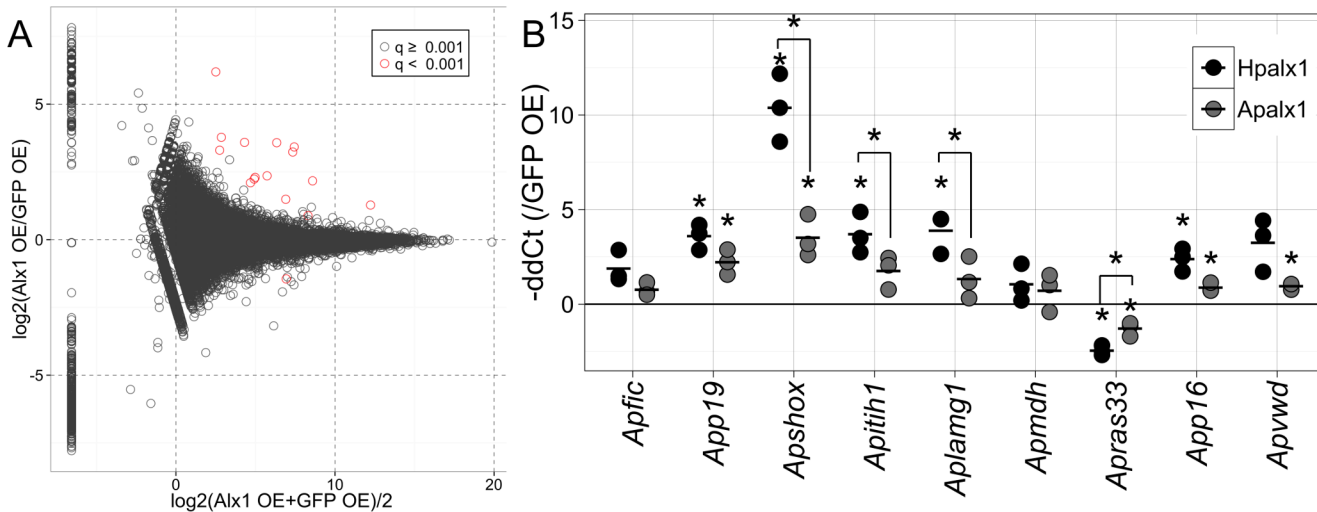 A
q ≥ 0.001
q < 0.001
log2(Alx1 OE/GFP OE)
5
0
-5
0
10
20
log2(Alx1 OE+GFP OE)/2
B
Hpalx1
Apalx1
-ddCt (/GFP OE)
15
10
5
0
* * * * * * * * * * * * * * * *
Apfic
App19
Apshox
Apitih1
Aplamg1
Apmdh
Apras33
App16
Apvwd